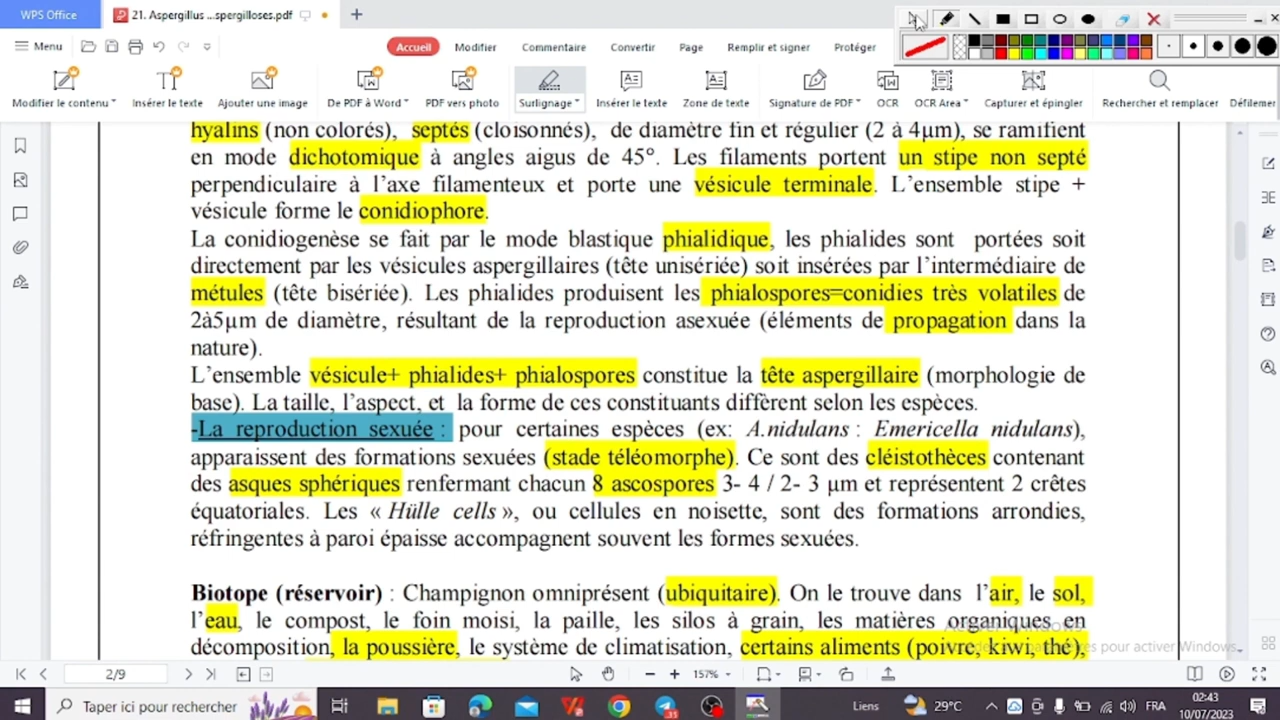 WPS Office
21. Aspergillus ...spergilloses.pdf
Menu
Accueil
Modifier
Commentaire
Convertir
Page
Remplir et signer
Protéger
Modifier le contenu
Insérer le texte
Ajouter une image
De PDF à Word
PDF vers photo
Surlignage
Insérer le texte
Zone de texte
Signature de PDF
OCR
OCR Area
Capturer et épingler
Rechercher et remplacer
Défilemen
hyalins (non colorés), septés (cloisonnés), de diamètre fin et régulier (2 à 4µm), se ramifient
en mode dichotomique à angles aigus de 45°. Les filaments portent un stipe non septé
perpendiculaire à l'axe filamenteux et porte une vésicule terminale. L'ensemble stipe +
vésicule forme le conidiophore.
La conidiogenèse se fait par le mode blastique phialidique, les phialides sont portées soit
directement par les vésicules aspergillaires (tête unisériée) soit insérées par l'intermédiaire de
métules (tête bisériée). Les phialides produisent les phialospores=conidies très volatiles de
2à5µm de diamètre, résultant de la reproduction asexuée (éléments de propagation dans la
nature).
L'ensemble vésicule+ phialides+ phialospores constitue la tête aspergillaire (morphologie de
base). La taille, l'aspect, et la forme de ces constituants diffèrent selon les espèces.
-La reproduction sexuée : pour certaines espèces (ex: A.nidulans : Emericella nidulans),
apparaissent des formations sexuées (stade téléomorphe). Ce sont des cléistothèces contenant
des asques sphériques renfermant chacun 8 ascospores 3- 4 / 2- 3 µm et représentent 2 crêtes
équatoriales. Les « Hülle cells », ou cellules en noisette, sont des formations arrondies,
réfringentes à paroi épaisse accompagnent souvent les formes sexuées.
Biotope (réservoir) : Champignon omniprésent (ubiquitaire). On le trouve dans l'air, le sol,
l'eau, le compost, le foin moisi, la paille, les silos à grain, les matières organiques en
décomposition, la poussière, le système de climatisation, certains aliments (poivre, kiwi, thé),
Activer Windows
paramètres pour activer Windows.
2/9
157%
Taper ici pour rechercher
31
Liens
29°C
FRA
02:43
10/07/2023